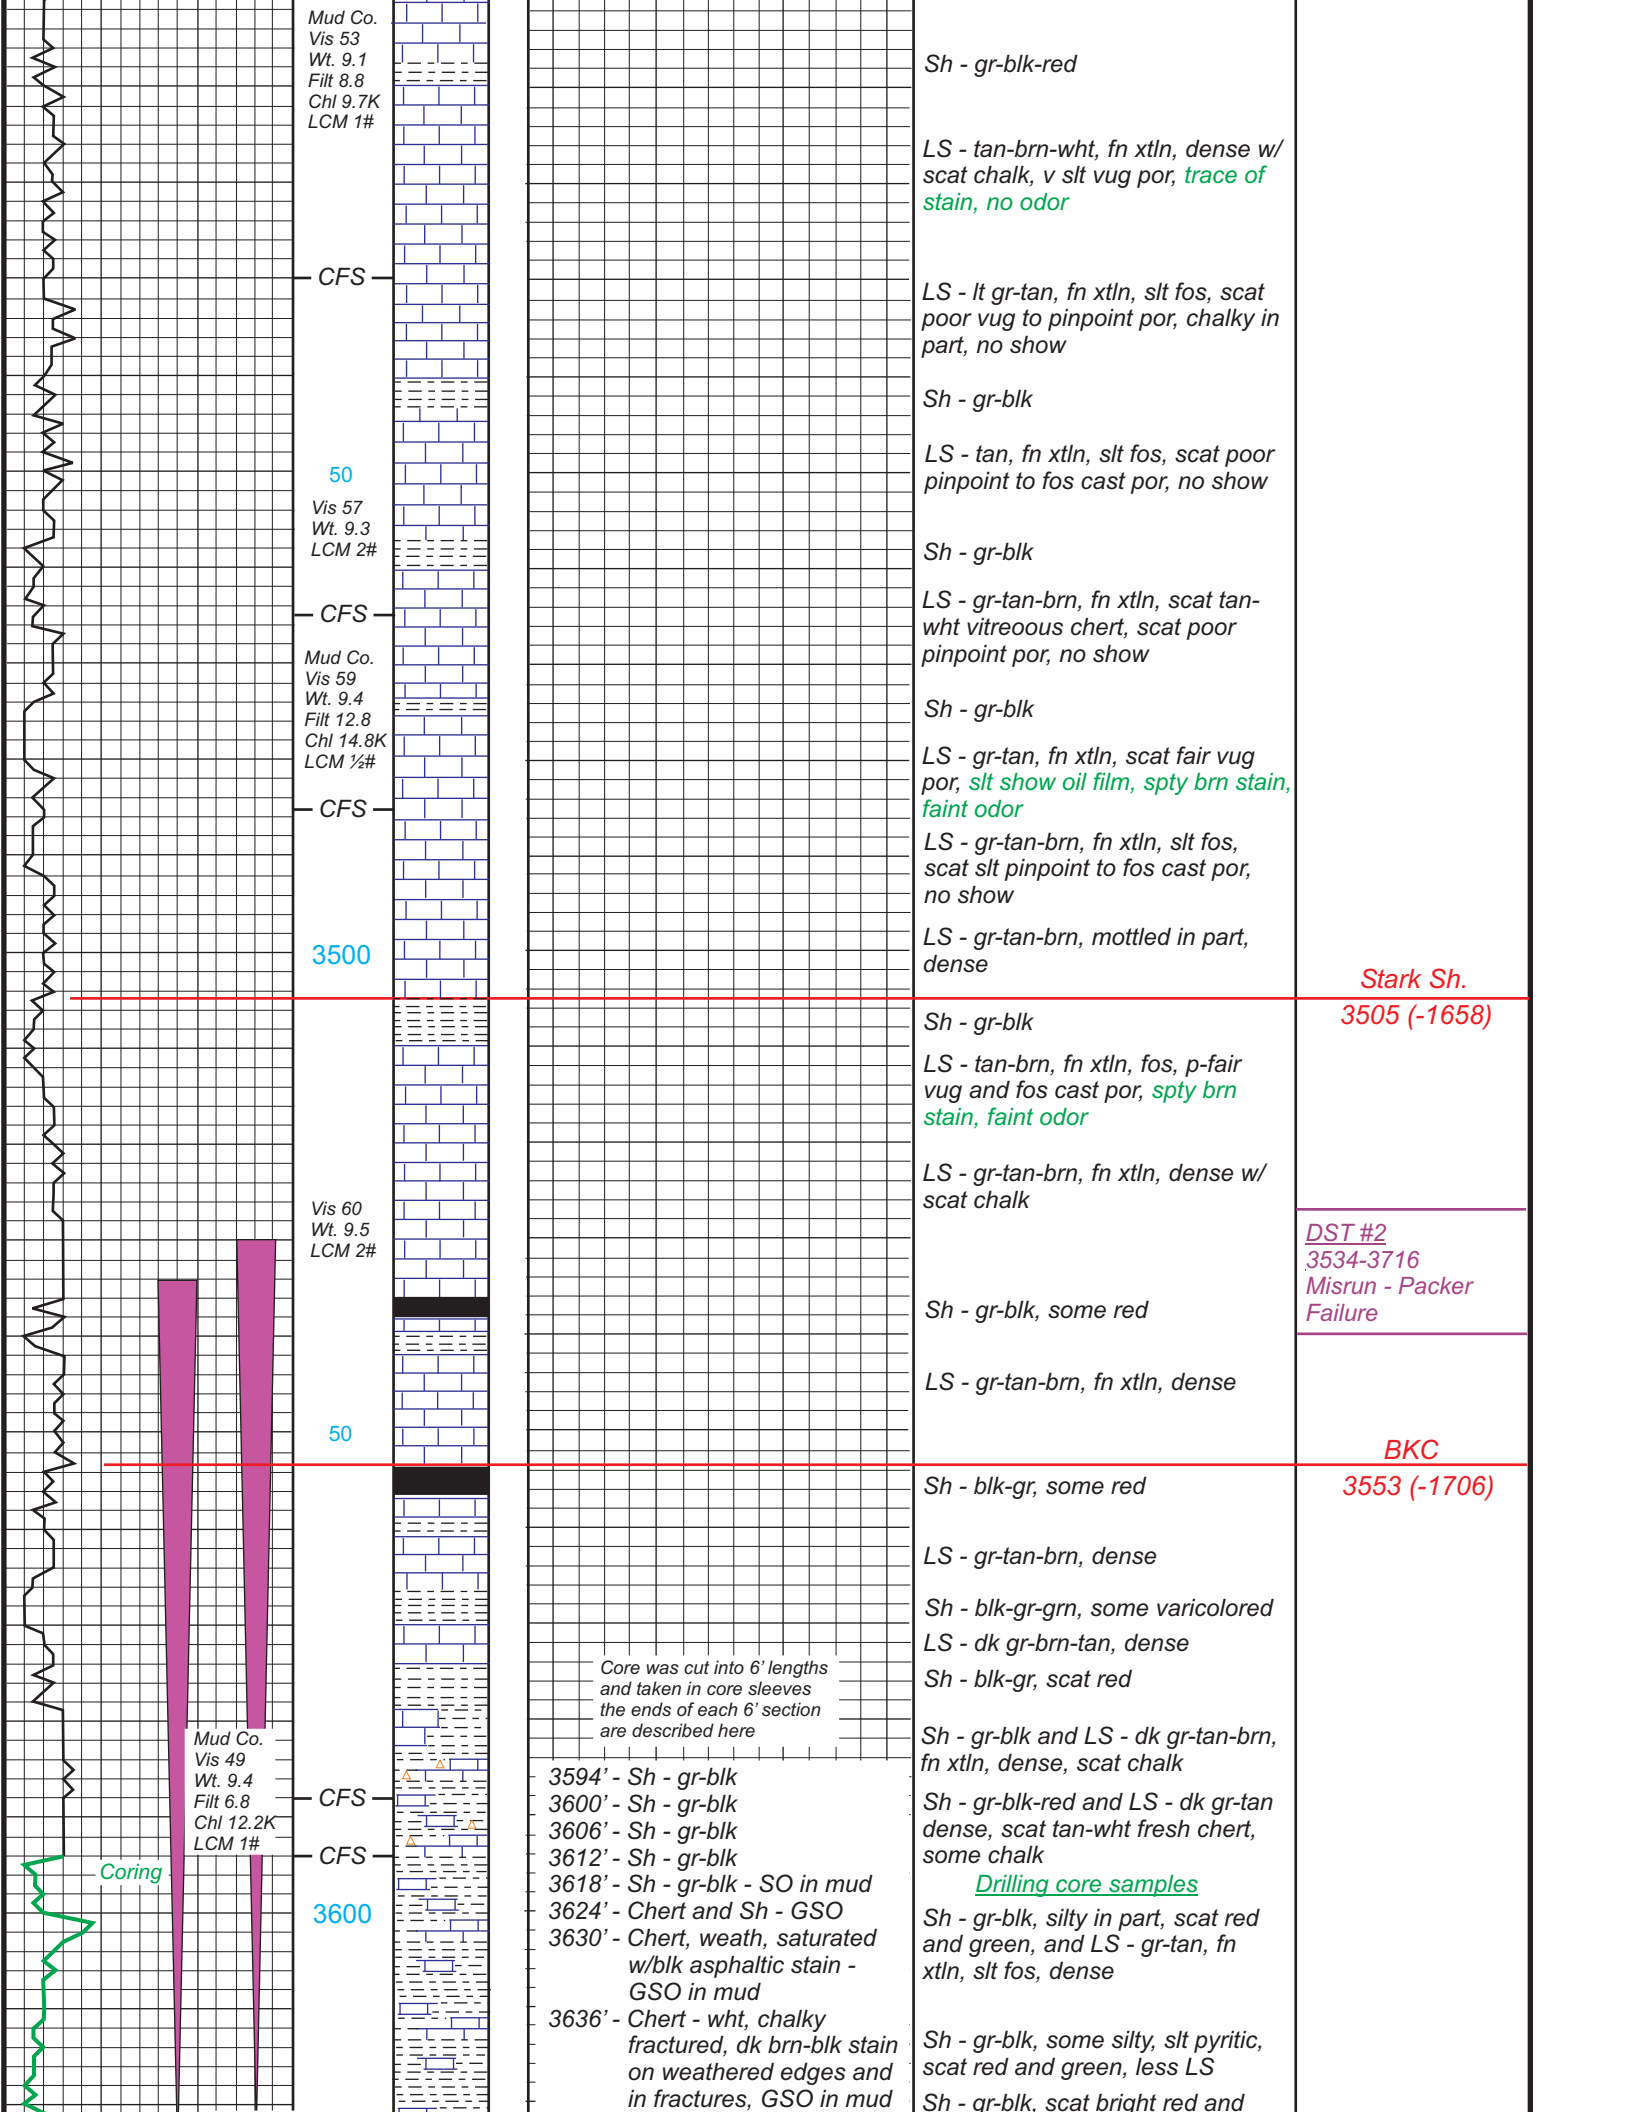 Mud Co.
Vis 53
Wt. 9.1
Filt 8.8
Chl 9.7K
LCM 1#
Sh - gr-blk-red
LS - tan-brn-wht, fn xtln, dense w/
scat chalk, v slt vug por, trace of
stain, no odor
CFS
LS - lt gr-tan, fn xtln, slt fos, scat
poor vug to pinpoint por, chalky in
part, no show
Sh - gr-blk
LS - tan, fn xtln, slt fos, scat poor
pinpoint to fos cast por, no show
50
Vis 57
Wt. 9.3
LCM 2#
Sh - gr-blk
CFS
LS - gr-tan-brn, fn xtln, scat tan-
wht vitreoous chert, scat poor
pinpoint por, no show
Mud Co.
Vis 59
Wt. 9.4
Filt 12.8
Chl 14.8K
LCM ½#
Sh - gr-blk
LS - gr-tan, fn xtln, scat fair vug
por, slt show oil film, spty brn stain,
faint odor
CFS
LS - gr-tan-brn, fn xtln, slt fos,
scat slt pinpoint to fos cast por,
no show
3500
LS - gr-tan-brn, mottled in part,
dense
Stark Sh.
3505 (-1658)
Sh - gr-blk
LS - tan-brn, fn xtln, fos, p-fair
vug and fos cast por, spty brn
stain, faint odor
LS - gr-tan-brn, fn xtln, dense w/
scat chalk
Vis 60
Wt. 9.5
LCM 2#
DST #2
3534-3716
Misrun - Packer
Failure
Sh - gr-blk, some red
LS - gr-tan-brn, fn xtln, dense
50
BKC
3553 (-1706)
Sh - blk-gr, some red
LS - gr-tan-brn, dense
Sh - blk-gr-grn, some varicolored
LS - dk gr-brn-tan, dense
Sh - blk-gr, scat red
Core was cut into 6' lengths
and taken in core sleeves
the ends of each 6' section
are described here
Sh - gr-blk and LS - dk gr-tan-brn,
fn xtln, dense, scat chalk
Mud Co.
Vis 49
Wt. 9.4
Filt 6.8
Chl 12.2K
LCM 1#
CFS
CFS
Coring
3600
3594' - Sh - gr-blk
3600' - Sh - gr-blk
3606' - Sh - gr-blk
3612' - Sh - gr-blk
3618' - Sh - gr-blk - SO in mud
3624' - Chert and Sh - GSO
3630' - Chert, weath, saturated
w/blk asphaltic stain -
GSO in mud
3636' - Chert - wht, chalky
fractured, dk brn-blk stain
on weathered edges and
in fractures, GSO in mud
Sh - gr-blk-red and LS - dk gr-tan
dense, scat tan-wht fresh chert,
some chalk
Drilling core samples
Sh - gr-blk, silty in part, scat red
and green, and LS - gr-tan, fn
xtln, slt fos, dense
Sh - gr-blk, some silty, slt pyritic,
scat red and green, less LS
Sh - gr-blk, scat bright red and